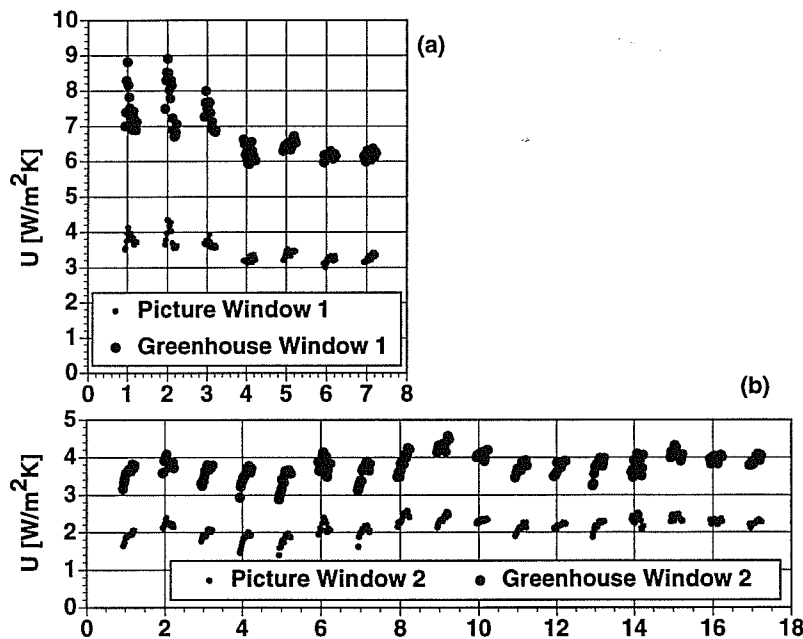 10
(a)
9
8
7
6
5
4
3
2
1
0
U [W/m²K]
Picture Window 1
Greenhouse Window 1
0 1 2 3 4 5 6 7 8
(b)
5
4
3
2
1
0
U [W/m²K]
Picture Window 2 Greenhouse Window 2
0 2 4 6 8 10 12 14 16 18